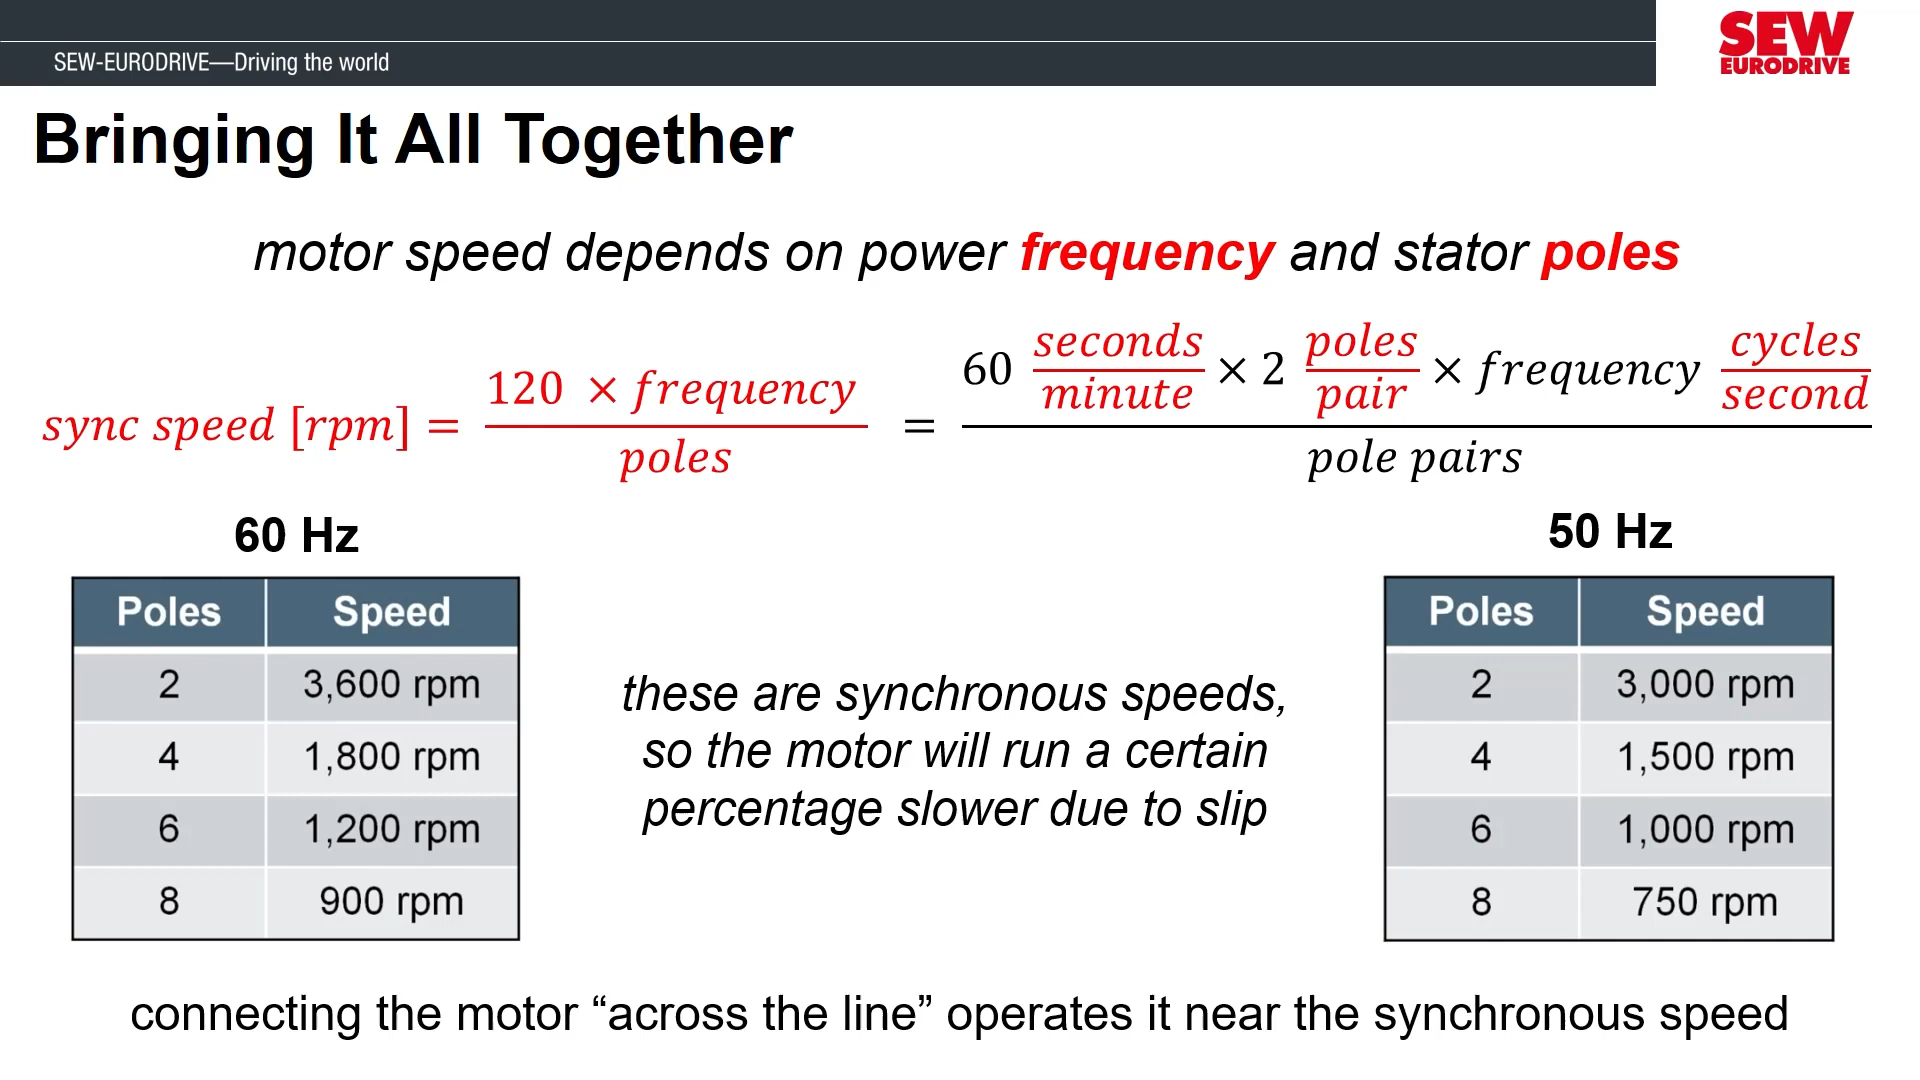 SEW-EURODRIVE—Driving the world
SEW
EURODRIVE
Bringing It All Together
motor speed depends on power frequency and stator poles
sync speed [rpm] = 120 × frequency / poles = 60 seconds/minute × 2 poles/pair × frequency cycles/second / pole pairs
60 Hz
Poles Speed
2 3,600 rpm
4 1,800 rpm
6 1,200 rpm
8 900 rpm
these are synchronous speeds,
so the motor will run a certain
percentage slower due to slip
50 Hz
Poles Speed
2 3,000 rpm
4 1,500 rpm
6 1,000 rpm
8 750 rpm
connecting the motor “across the line” operates it near the synchronous speed